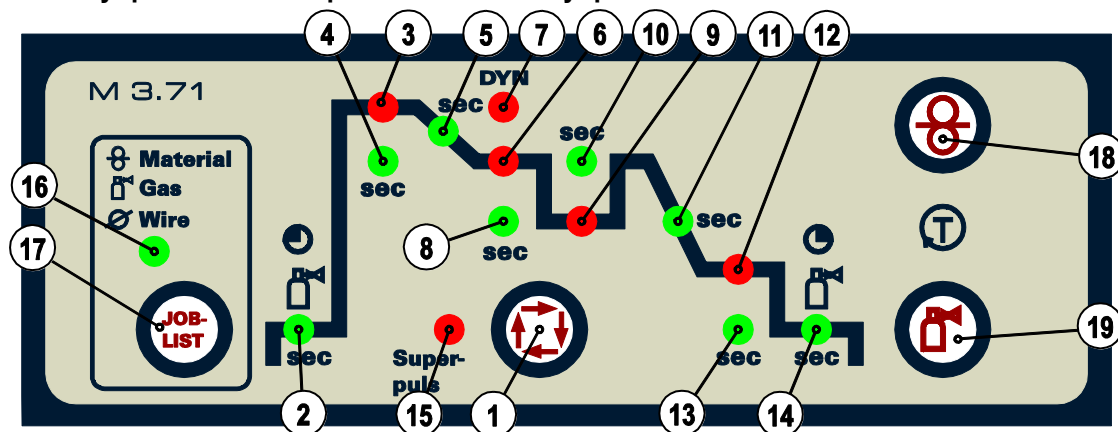 4
3
5
7
6
10
9
11
12
M 3.71
DYN
sec
sec
Material
Gas
Wire
16
17
18
sec
sec
8
sec
T
JOB-
LIST
19
sec
Super-
puls
sec
sec
2
15
1
13
14